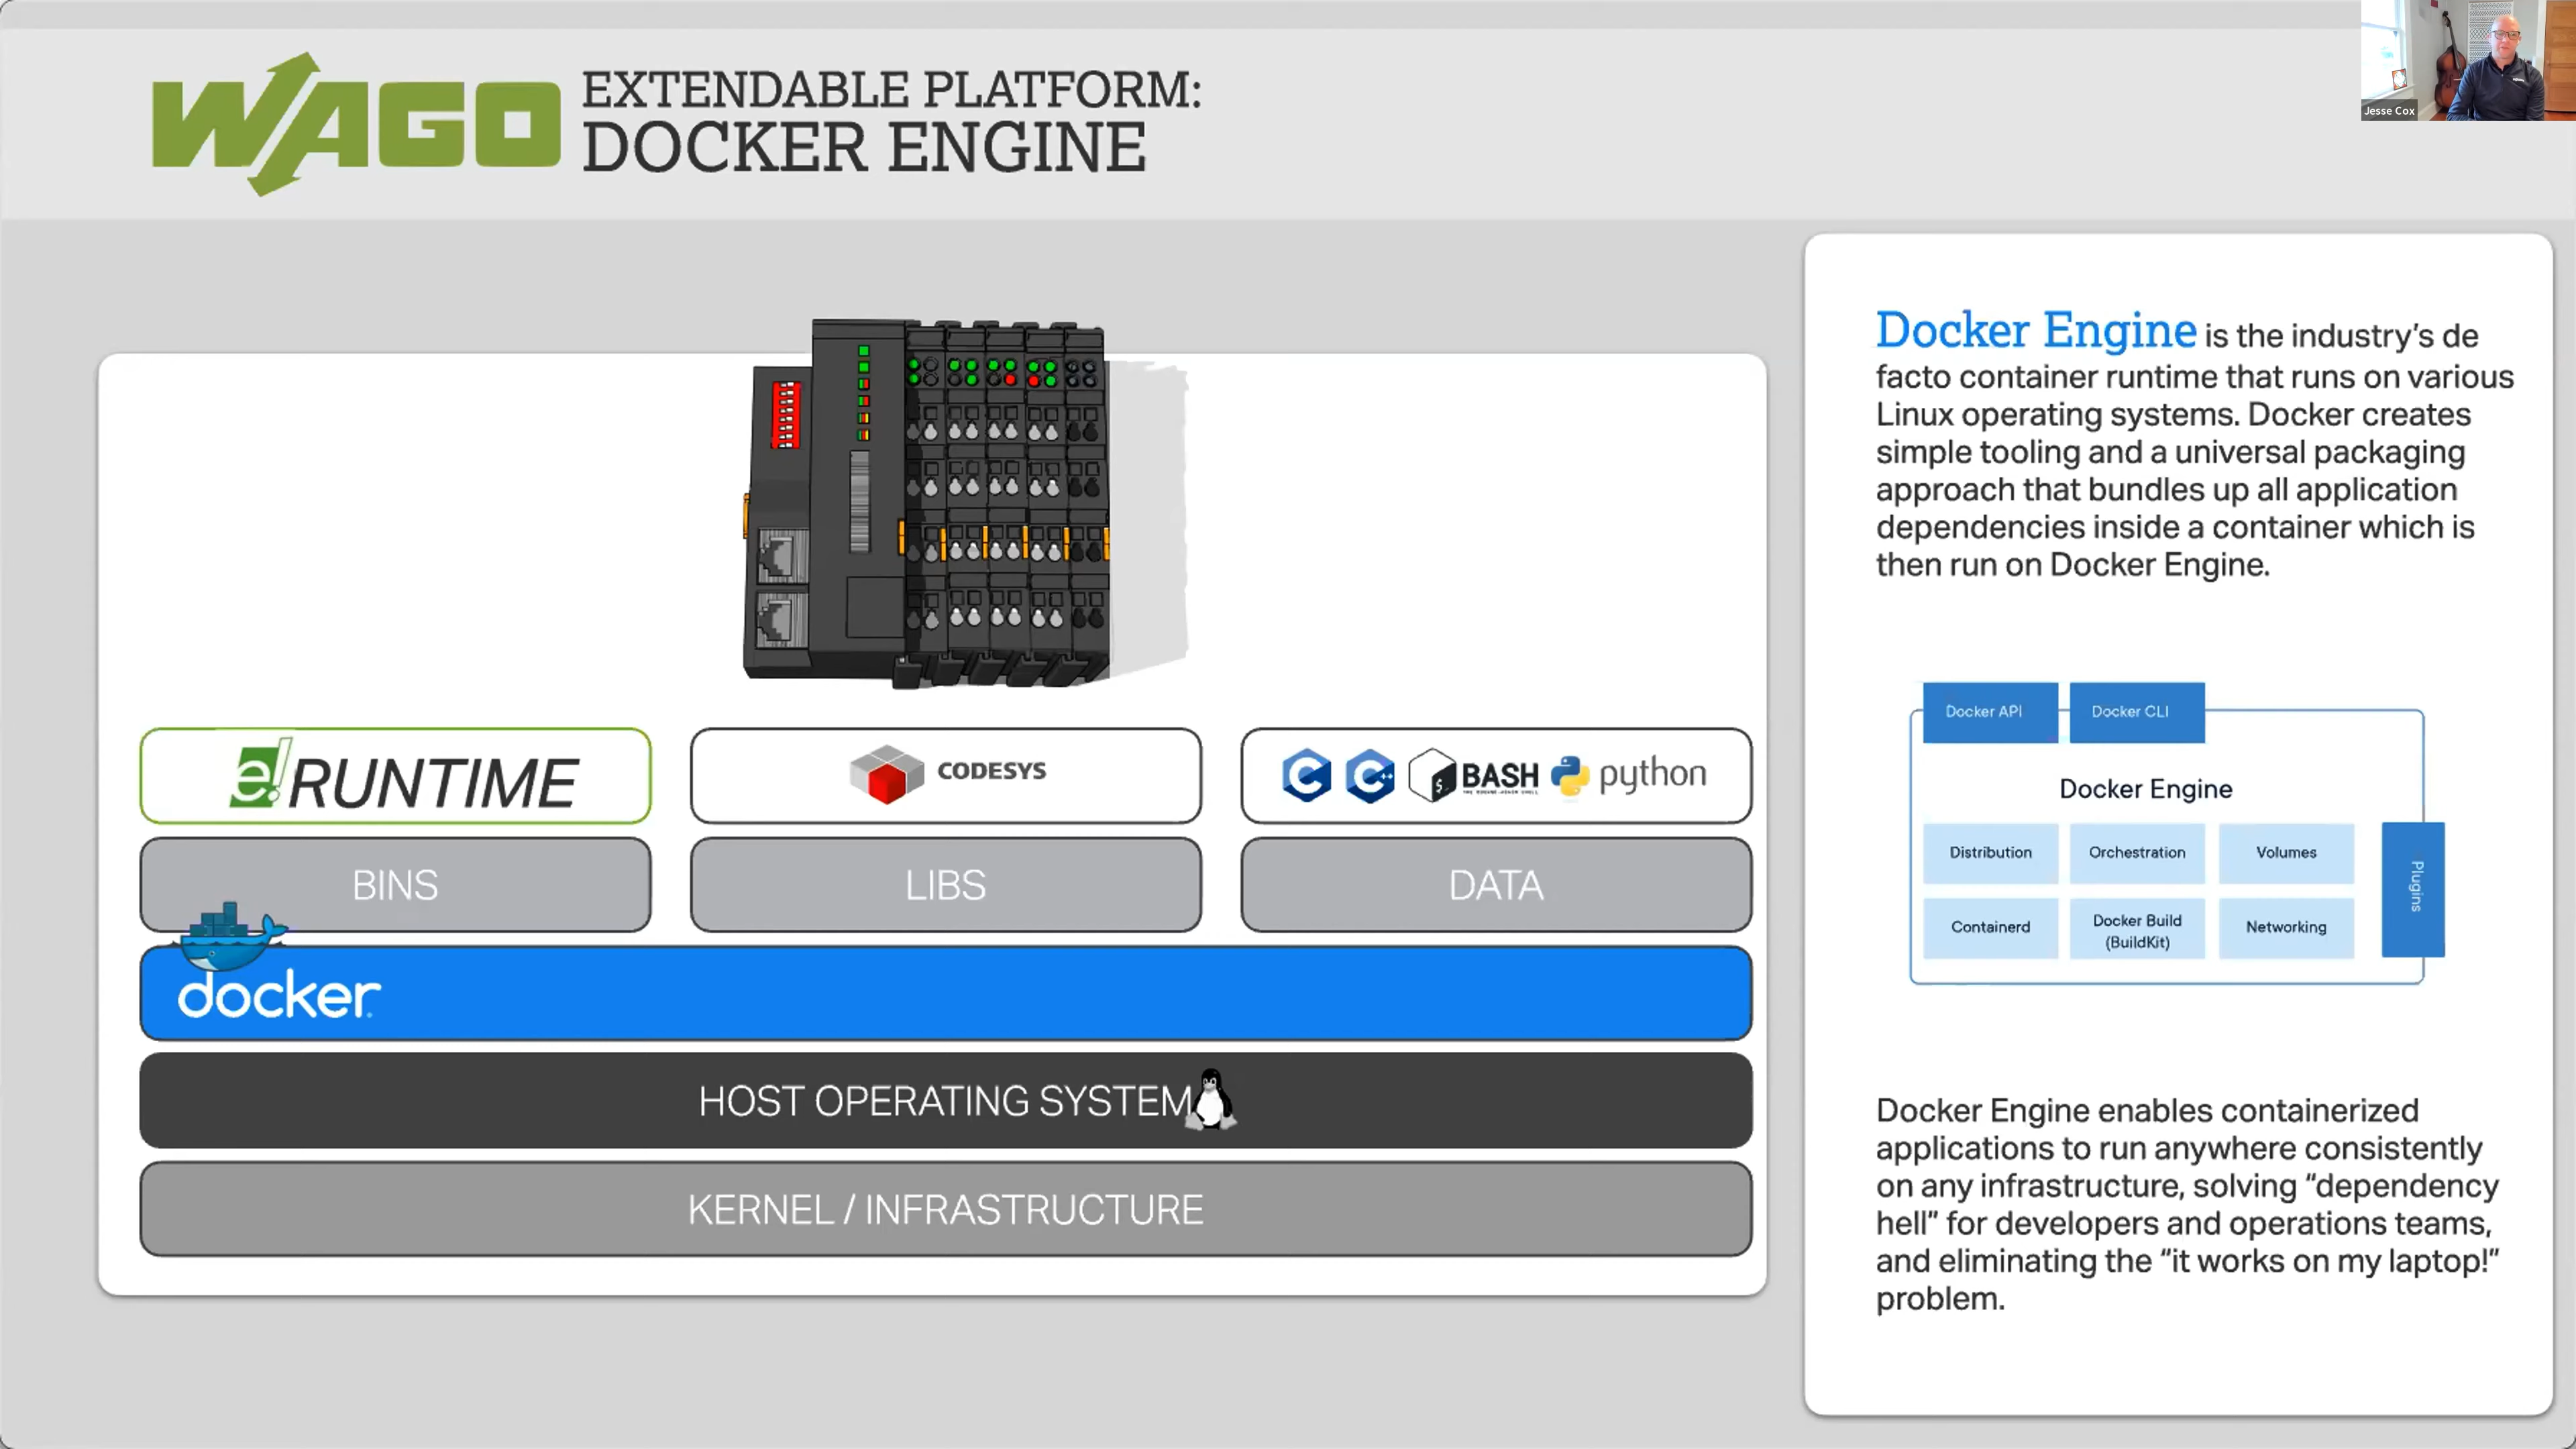 WAGO
EXTENDABLE PLATFORM:
DOCKER ENGINE
Jesse Cox
e!RUNTIME
CODESYS
C
C++
$_
BASH
python
BINS
LIBS
DATA
docker
HOST OPERATING SYSTEM
KERNEL / INFRASTRUCTURE
Docker Engine is the industry’s de
facto container runtime that runs on various
Linux operating systems. Docker creates
simple tooling and a universal packaging
approach that bundles up all application
dependencies inside a container which is
then run on Docker Engine.
Docker API
Docker CLI
Docker Engine
Distribution
Orchestration
Volumes
Containerd
Docker Build
(BuildKit)
Networking
Plugins
Docker Engine enables containerized
applications to run anywhere consistently
on any infrastructure, solving “dependency
hell” for developers and operations teams,
and eliminating the “it works on my laptop!”
problem.